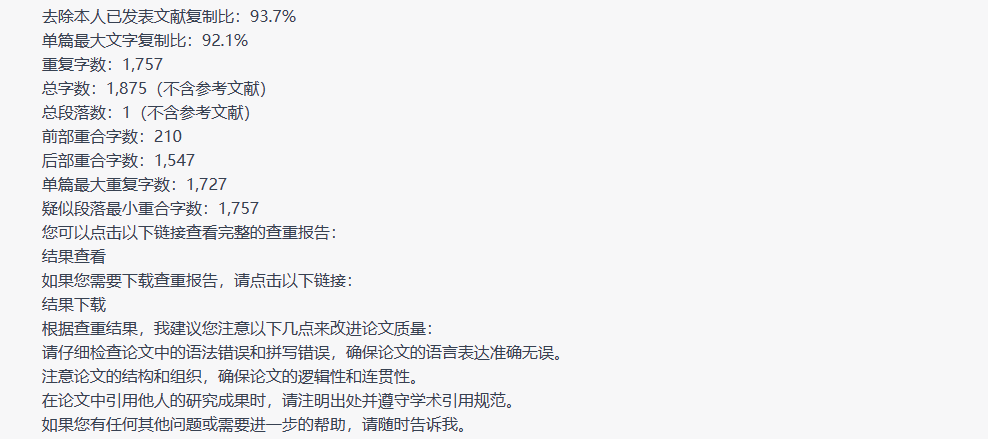 去除本人已发表文献复制比：93.7%
单篇最大文字复制比：92.1%
重复字数：1,757
总字数：1,875（不含参考文献）
总段落数：1（不含参考文献）
前部重合字数：210
后部重合字数：1,547
单篇最大重复字数：1,727
疑似段落最小重合字数：1,757
您可以点击以下链接查看完整的查重报告：
结果查看
如果您需要下载查重报告，请点击以下链接：
结果下载
根据查重结果，我建议您注意以下几点来改进论文质量：
请仔细检查论文中的语法错误和拼写错误，确保论文的语言表达准确无误。
注意论文的结构和组织，确保论文的逻辑性和连贯性。
在论文中引用他人的研究成果时，请注明出处并遵守学术引用规范。
如果您有任何其他问题或需要进一步的帮助，请随时告诉我。